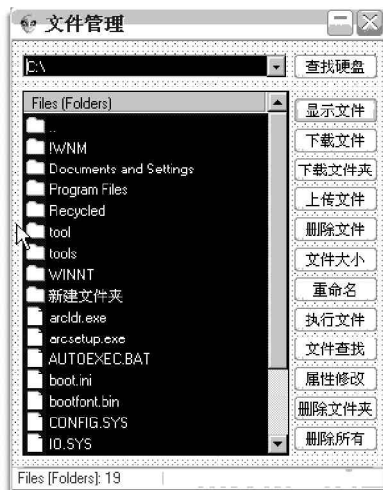 文件管理
C:\
查找硬盘
Files (Folders)
显示文件
..
下载文件
!WNM
Documents and Settings
下载文件夹
Program Files
上传文件
Recycled
删除文件
tool
tools
文件大小
WINNT
重命名
新建文件夹
arcldr.exe
执行文件
arcsetup.exe
文件查找
AUTOEXEC.BAT
boot.ini
属性修改
bootfont.bin
删除文件夹
CONFIG.SYS
IO.SYS
删除所有
Files (Folders): 19